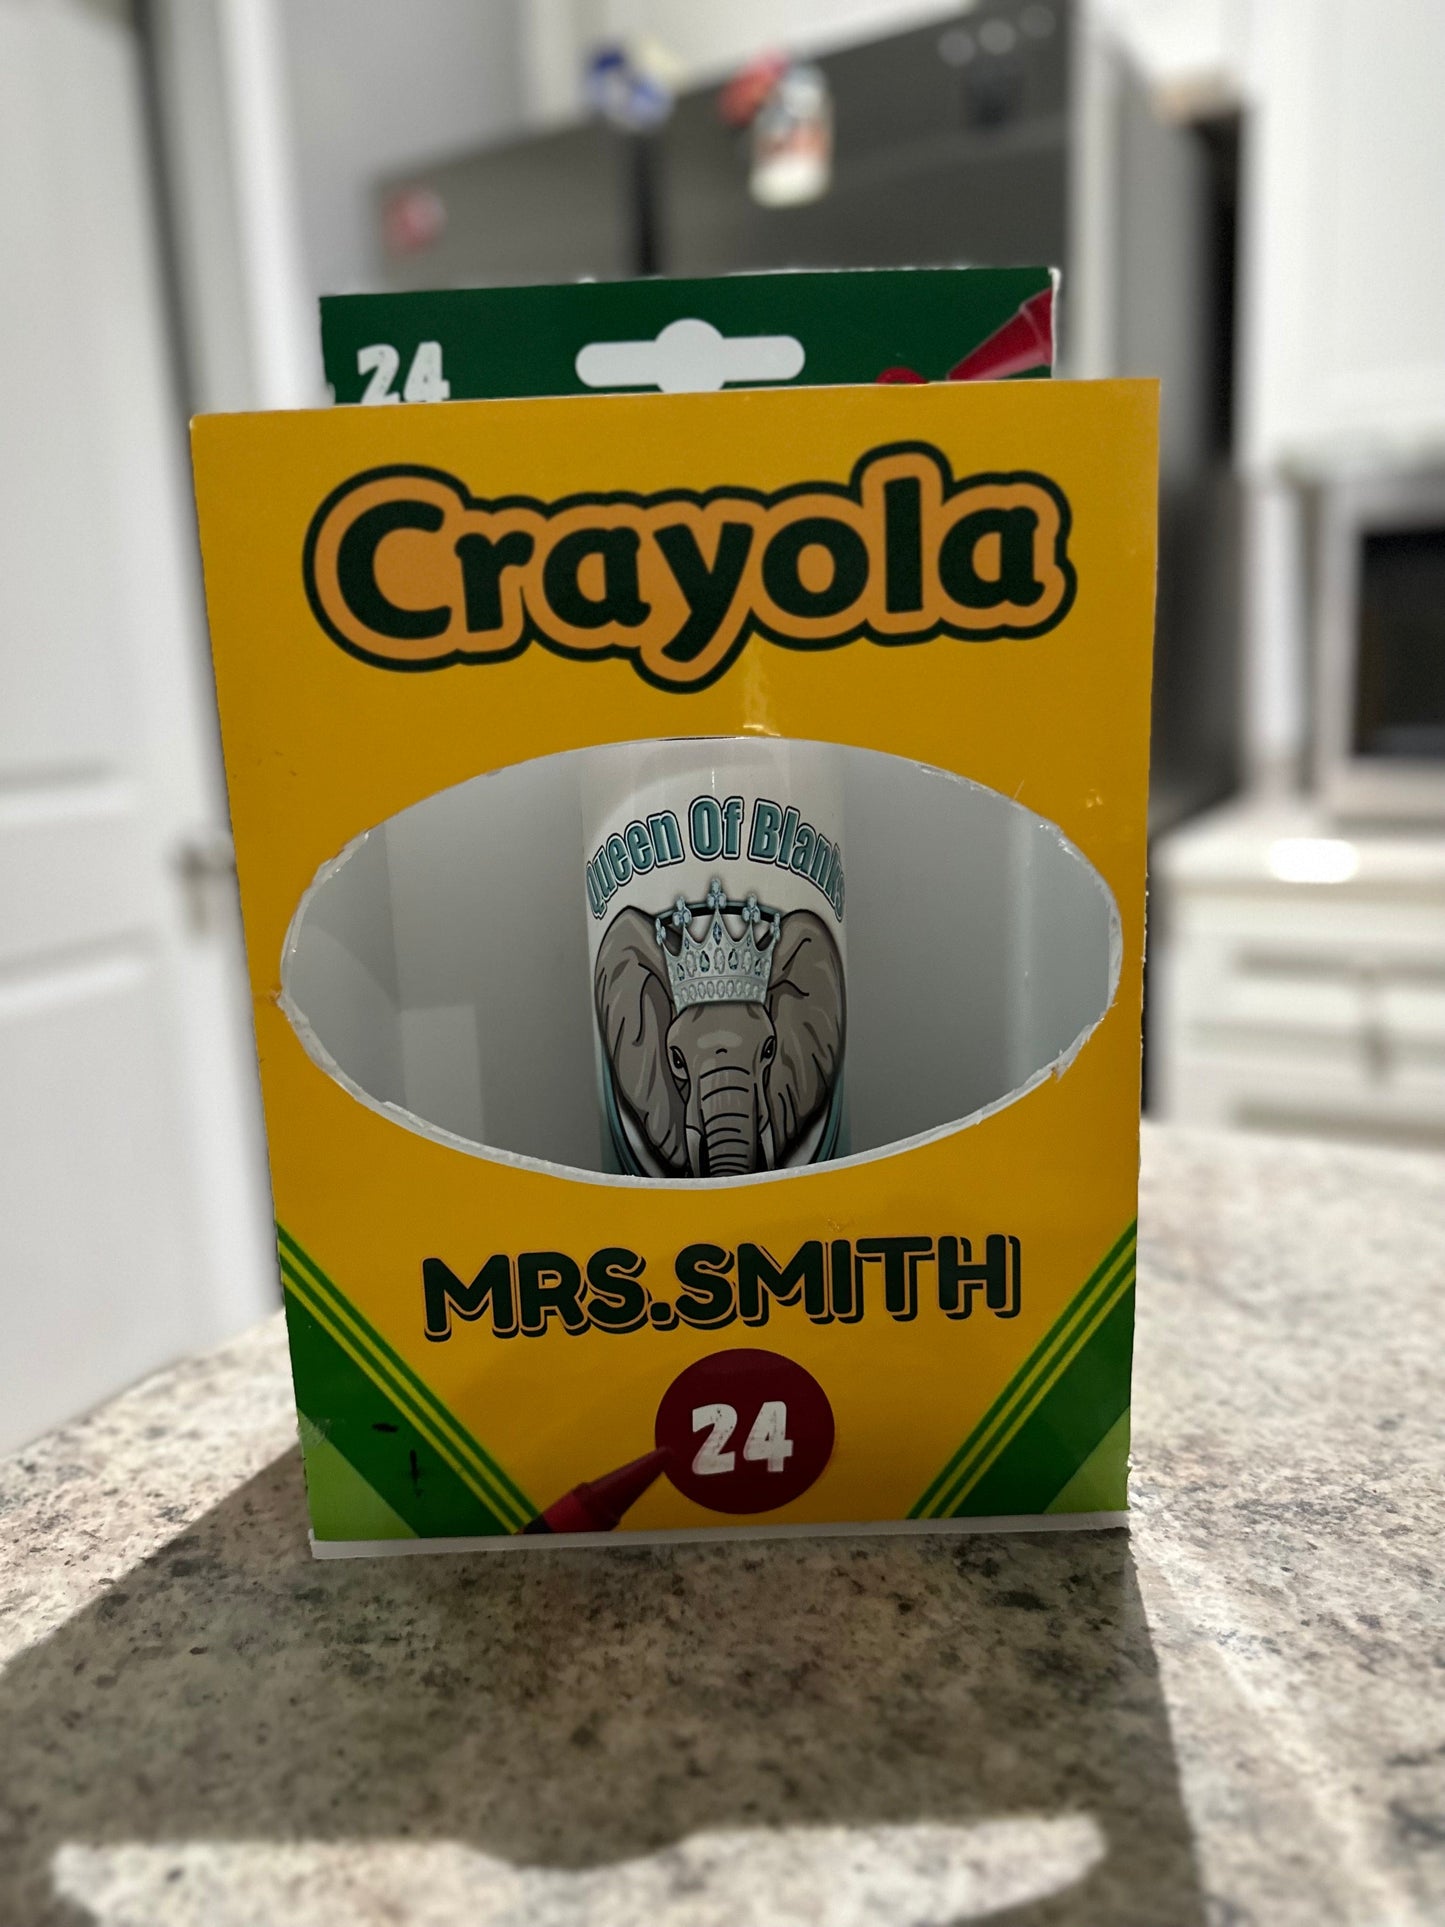 24
Crayola
Queen Of Blanks
MRS.SMITH
24